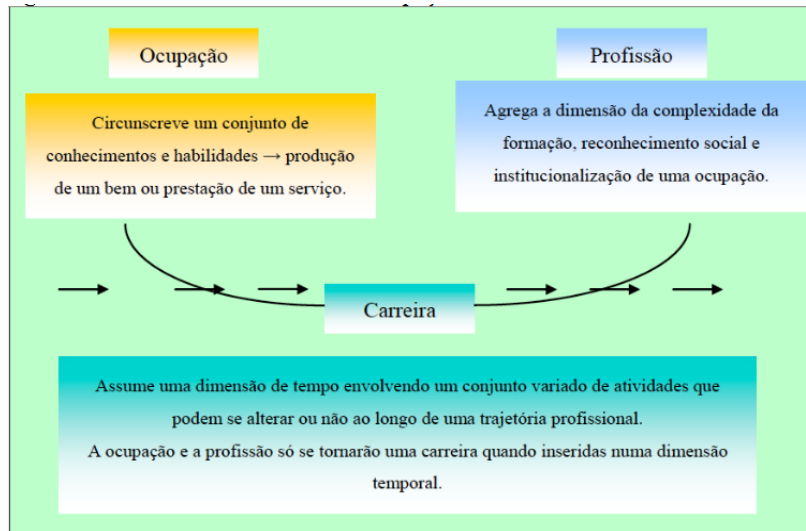 Ocupação
Profissão
Circunscreve um conjunto de
conhecimentos e habilidades → produção
de um bem ou prestação de um serviço.
Agrega a dimensão da complexidade da
formação, reconhecimento social e
institucionalização de uma ocupação.
Carreira
Assume uma dimensão de tempo envolvendo um conjunto variado de atividades que
podem se alterar ou não ao longo de uma trajetória profissional.
A ocupação e a profissão só se tornarão uma carreira quando inseridas numa dimensão
temporal.